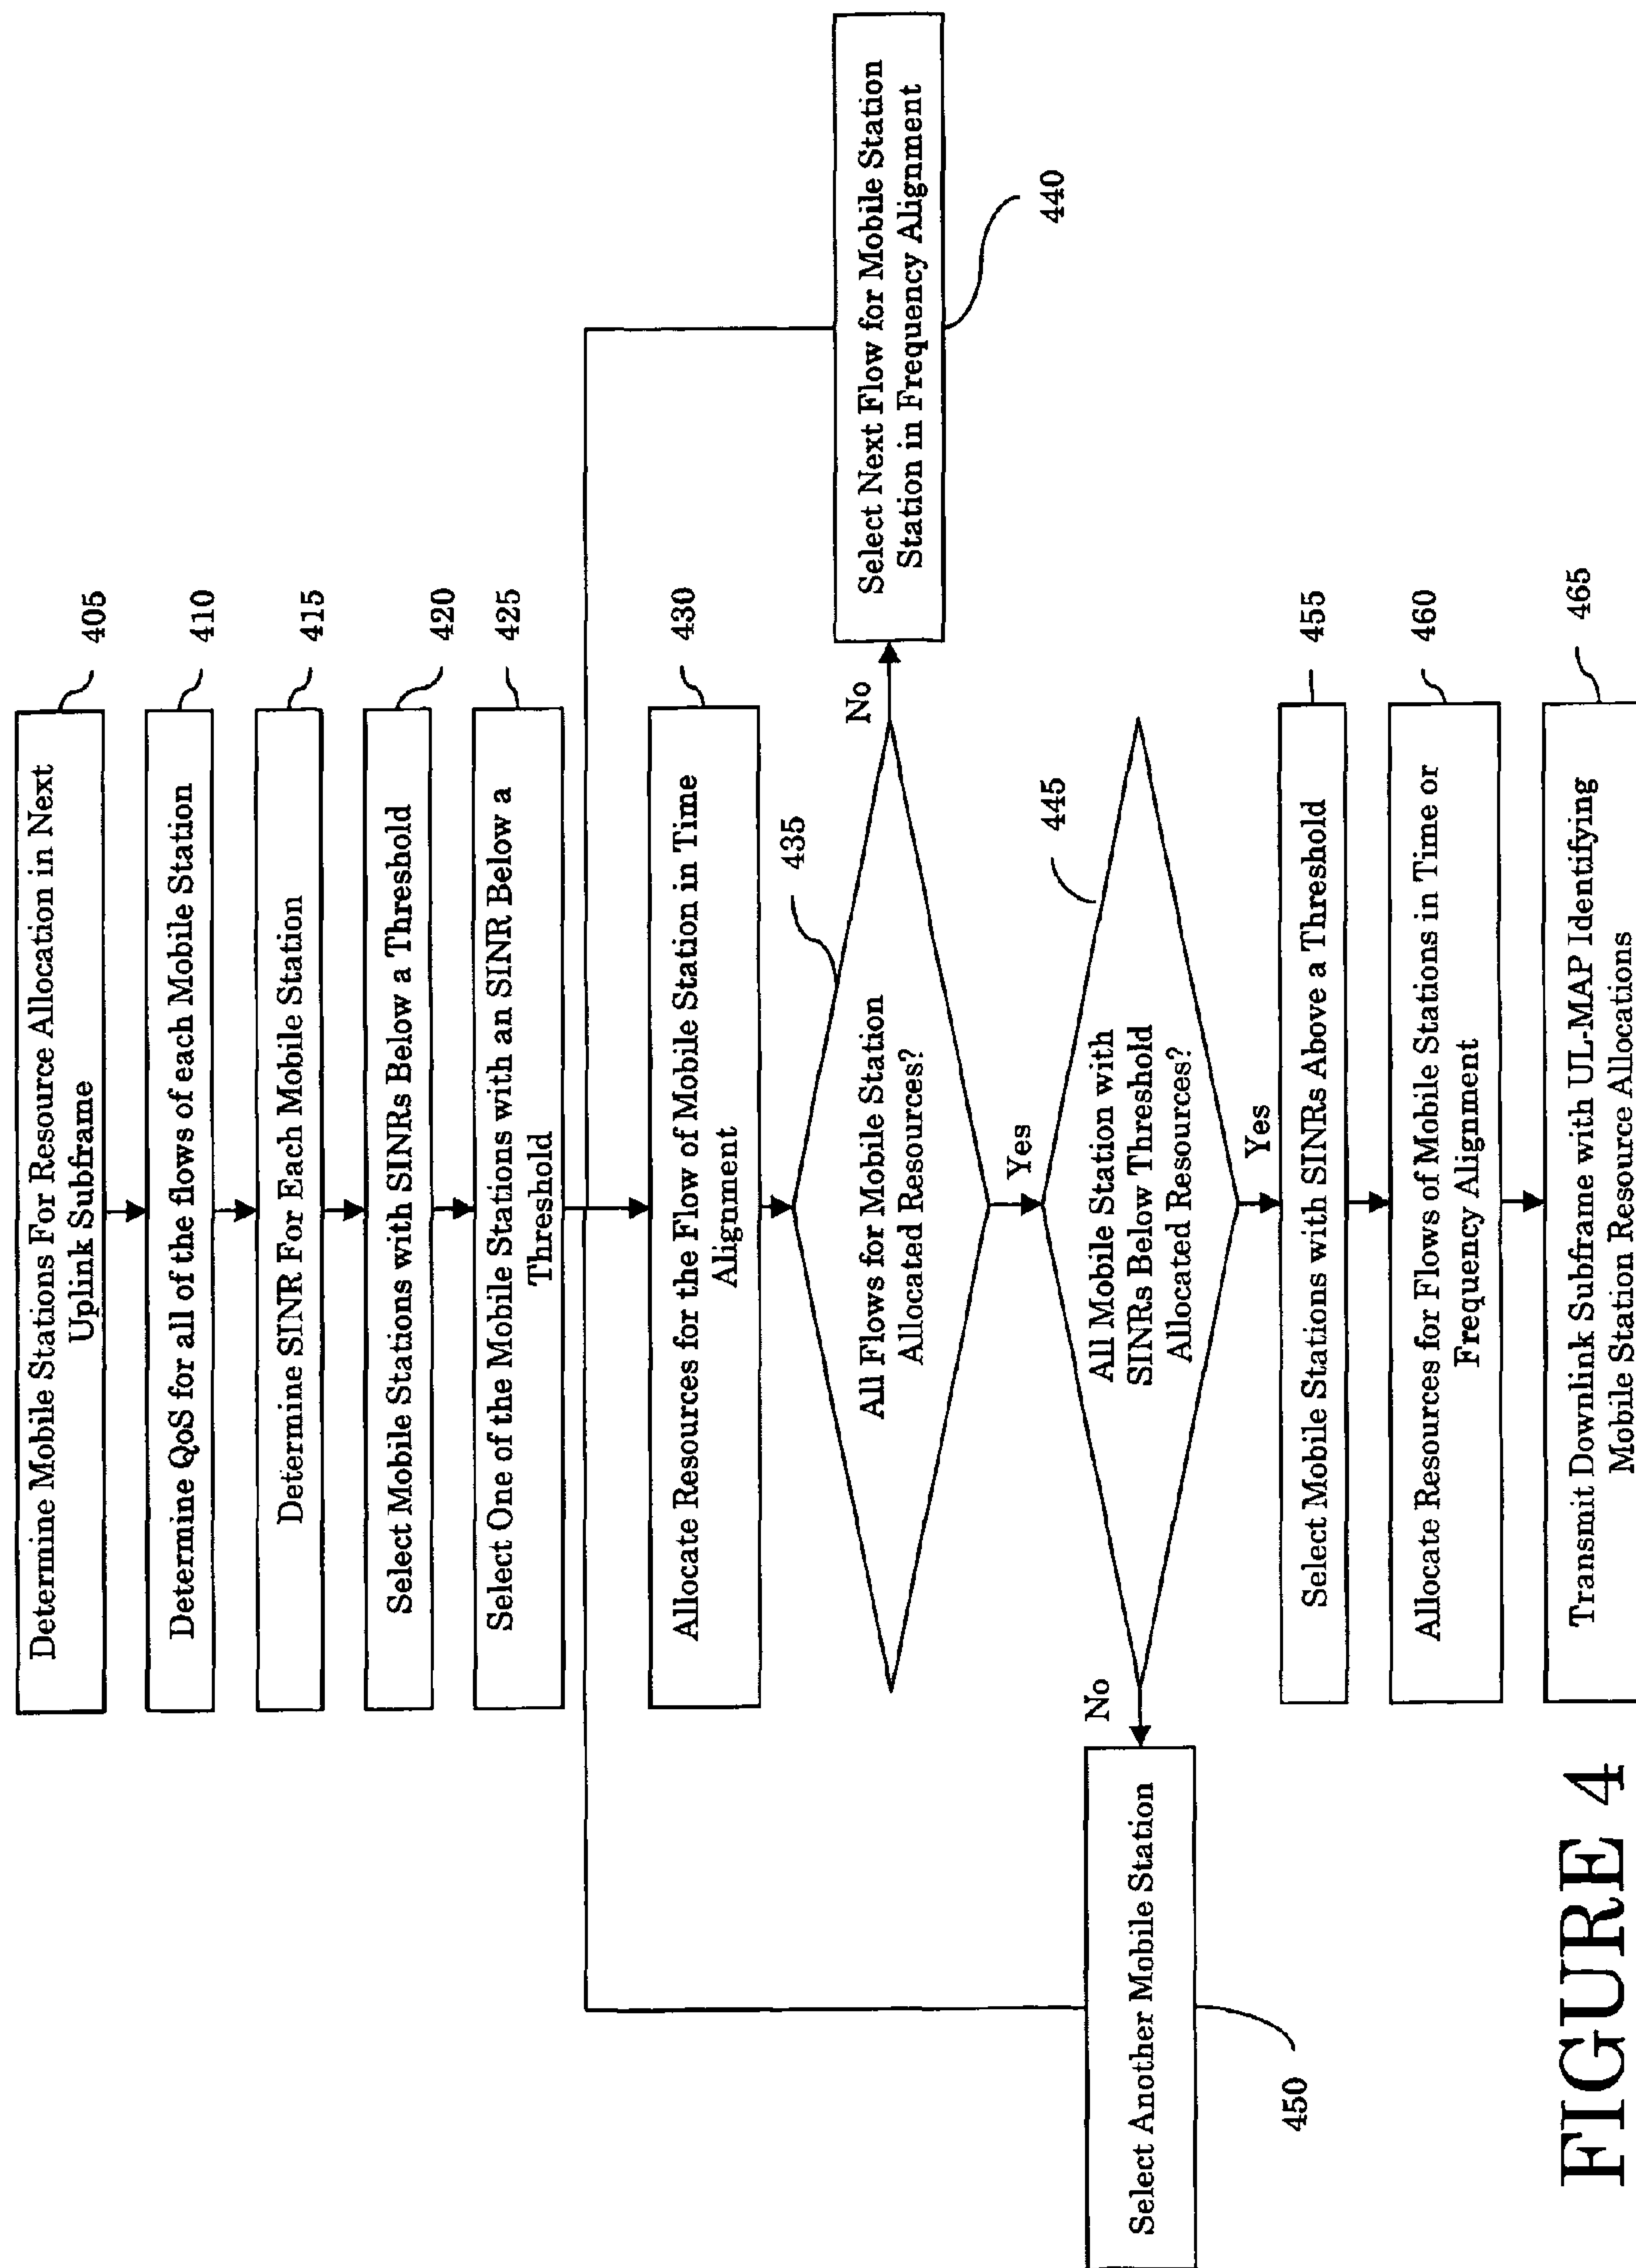 Determine Mobile Stations For Resource Allocation in Next
Uplink Subframe
405
Determine QoS for all of the flows of each Mobile Station
410
Determine SINR For Each Mobile Station
415
Select Mobile Stations with SINRs Below a Threshold
420
Select One of the Mobile Stations with an SINR Below a
Threshold
425
Allocate Resources for the Flow of Mobile Station in Time
Alignment
430
All Flows for Mobile Station
Allocated Resources?
435
No
Select Next Flow for Mobile Station
Station in Frequency Alignment
440
Yes
All Mobile Station with
SINRs Below Threshold
Allocated Resources?
445
No
Select Another Mobile Station
450
Yes
Select Mobile Stations with SINRs Above a Threshold
455
Allocate Resources for Flows of Mobile Stations in Time or
Frequency Alignment
460
Transmit Downlink Subframe with UL-MAP Identifying
Mobile Station Resource Allocations
465
FIGURE 4